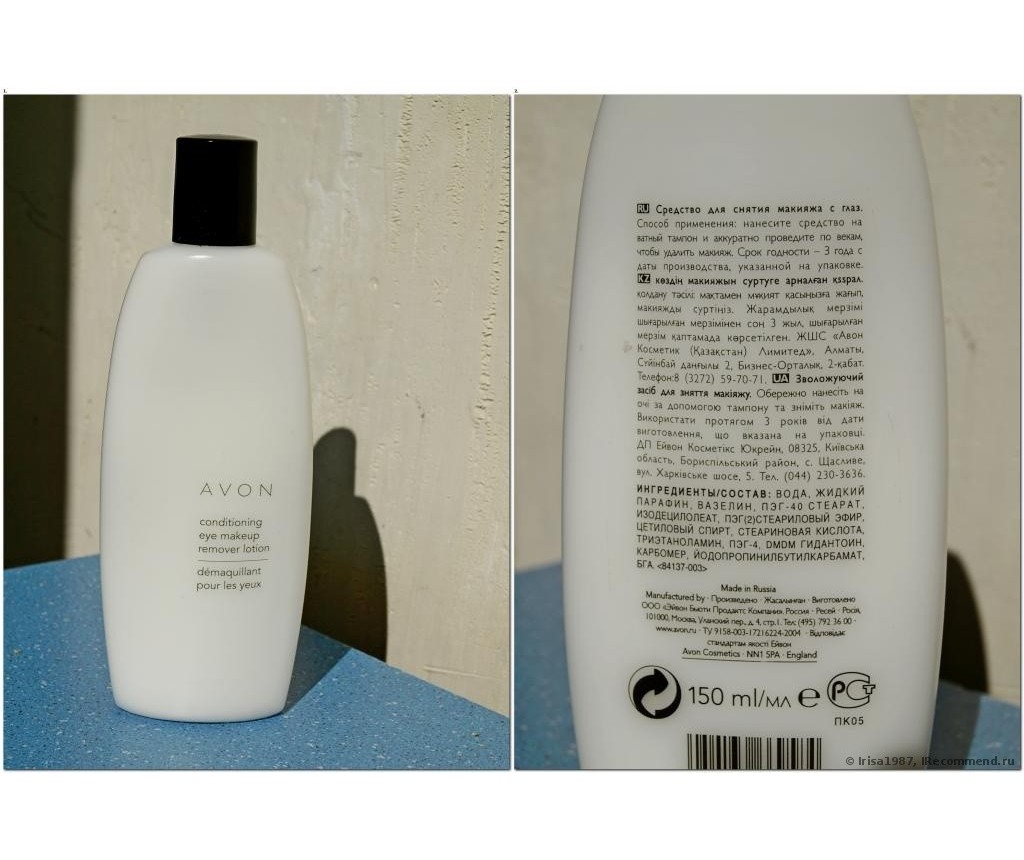 AVON
conditioning
eye makeup
remover lotion
démaquillant
pour les yeux
RU Средство для снятия макияжа с глаз.
Способ применения: нанесите средство на
ватный тампон и аккуратно проведите по векам,
чтобы удалить макияж. Срок годности – 3 года с
даты производства, указанной на упаковке.
KZ көздің макияжын суртуге арналған құрал.
қолдану тәсілі: мақтамен мұқият қасыңызға жағып,
макияжды суртіңіз. Жарамдылық мерзімі
шығарылған мерзімінен сон 3 жыл, шығарылған
мерзім қаптамада көрсетілген. ЖШС «Авон
Косметик (Қазақстан) Лимитед», Алматы,
Сүйінбай данғылы 2, Бизнес-Орталық, 2-қабат.
Телефон:8 (3272) 59-70-71. UA Зволожуючий
засіб для зняття макіяжу. Обережно нанесіть на
очі за допомогою тампону та зніміть макіяж.
Використати протягом 3 років від дати
виготовлення, що вказана на упаковці.
ДП Ейвон Косметікс Юкрейн, 08325, Київська
область, Бориспільський район, с. Щасливе,
вул. Харківське шосе, 5. Тел. (044) 230-3636.
ИНГРЕДИЕНТЫ/СОСТАВ: ВОДА, ЖИДКИЙ
ПАРАФИН, ВАЗЕЛИН, ПЭГ-40 СТЕАРАТ,
ИЗОДЕЦИЛОЛЕАТ, ПЭГ(2)СТЕАРИЛОВЫЙ ЭФИР,
ЦЕТИЛОВЫЙ СПИРТ, СТЕАРИНОВАЯ КИСЛОТА,
ТРИЭТАНОЛАМИН, ПЭГ-4, DMDM ГИДАНТОИН,
КАРБОМЕР, ЙОДОПРОПИНИЛБУТИЛКАРБАМАТ,
БГА. <84137-003>
Made in Russia
Manufactured by · Произведено · Жасалынған · Виготовлено
ООО «Эйвон Бьюти Продактс Компани» Россия · Ресей · Росія,
101000, Москва, Уланский пер., д. 4, стр.1. Тел: (495) 792 36 00 ·
www.avon.ru · ТУ 9158-003-17216224-2004 · Відповідає
стандартам якості Ейвон
Avon Cosmetics · NN1 5PA · England
150 ml/мл e РСТ
ПК05
© Irisa1987, IRecommend.ru